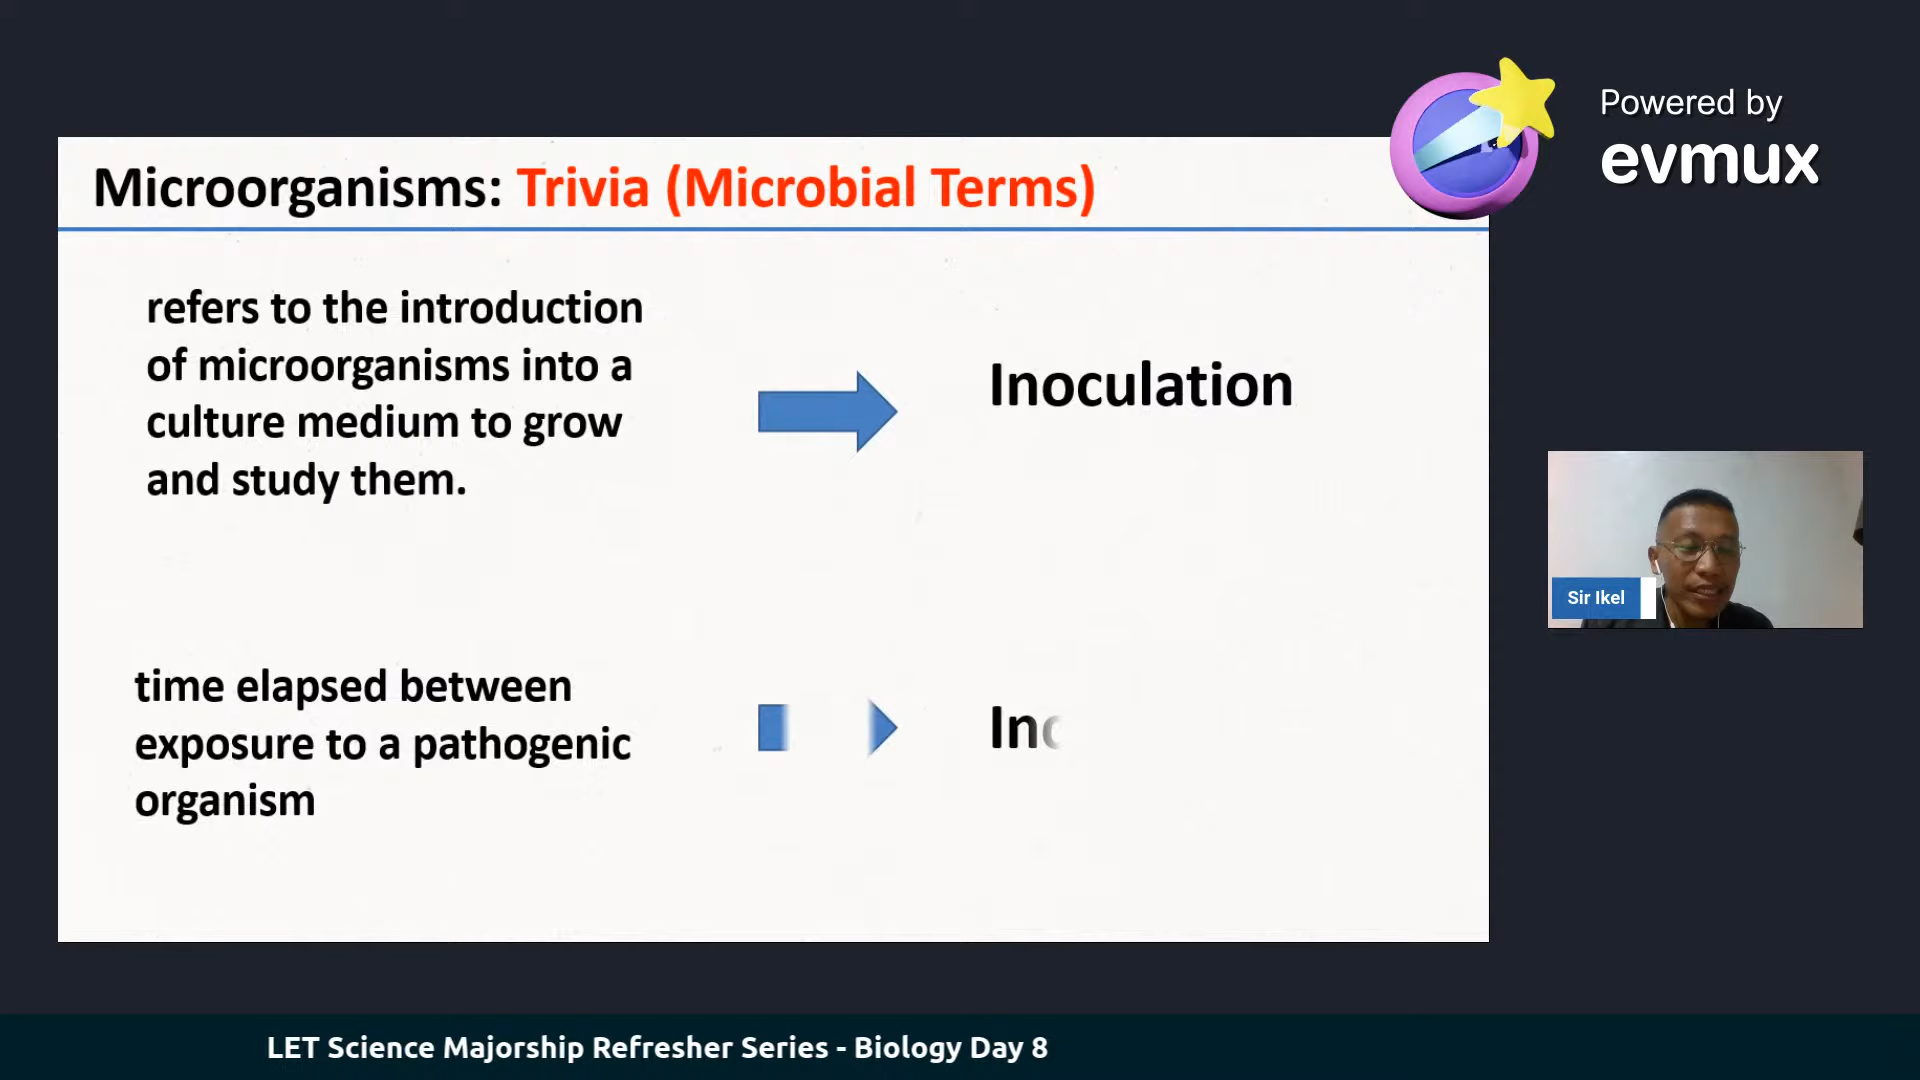 Powered by
evmux
Microorganisms: Trivia (Microbial Terms)
refers to the introduction
of microorganisms into a
culture medium to grow
and study them.
Inoculation
time elapsed between
exposure to a pathogenic
organism
Sir Ikel
LET Science Majorship Refresher Series - Biology Day 8